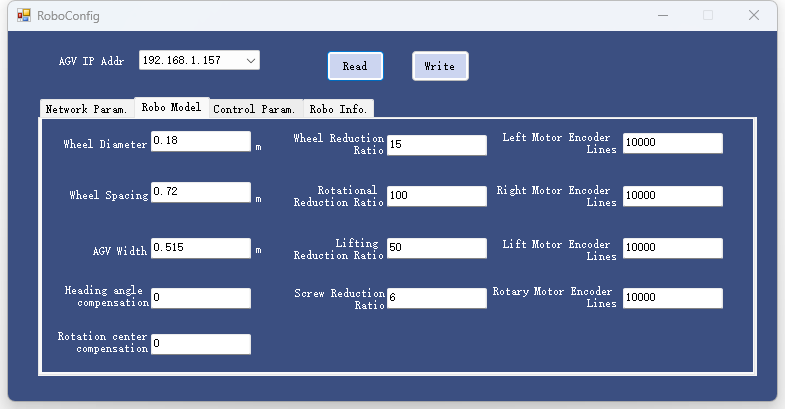 RoboConfig
AGV IP Addr 192.168.1.157 Read Write
Network Param. Robo Model Control Param. Robo Info.
Wheel Diameter 0.18 m
Wheel Reduction
Ratio 15
Left Motor Encoder
Lines 10000
Wheel Spacing 0.72 m
Rotational
Reduction Ratio 100
Right Motor Encoder
Lines 10000
AGV Width 0.515 m
Lifting
Reduction Ratio 50
Lift Motor Encoder
Lines 10000
Heading angle
compensation 0
Screw Reduction
Ratio 6
Rotary Motor Encoder
Lines 10000
Rotation center
compensation 0